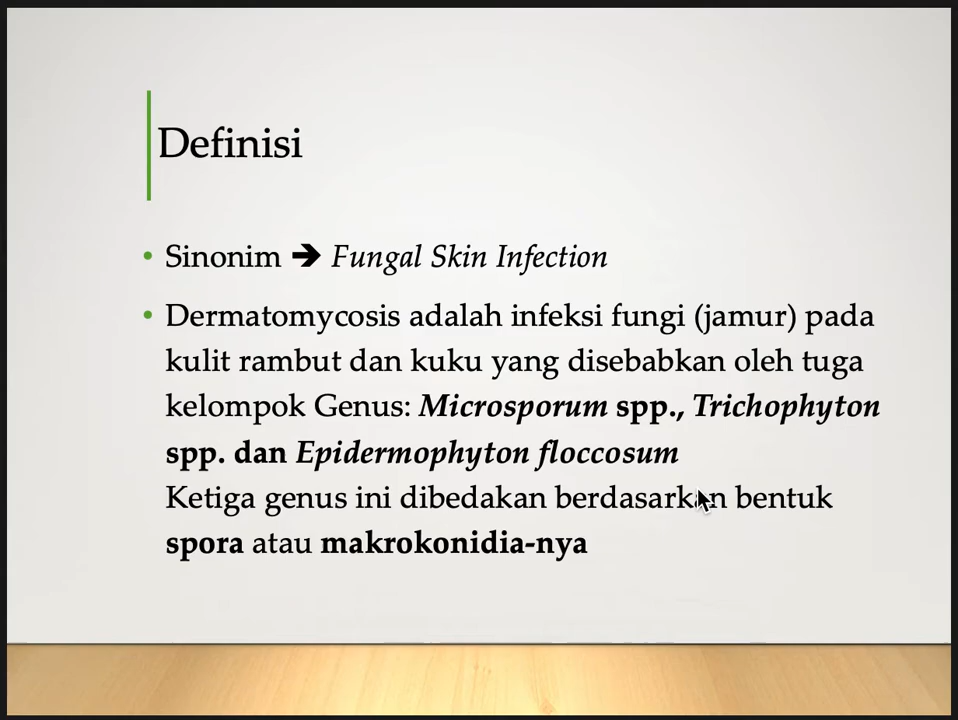 Definisi
• Sinonim ➔ Fungal Skin Infection
• Dermatomycosis adalah infeksi fungi (jamur) pada
kulit rambut dan kuku yang disebabkan oleh tuga
kelompok Genus: Microsporum spp., Trichophyton
spp. dan Epidermophyton floccosum
Ketiga genus ini dibedakan berdasarkan bentuk
spora atau makrokonidia-nya